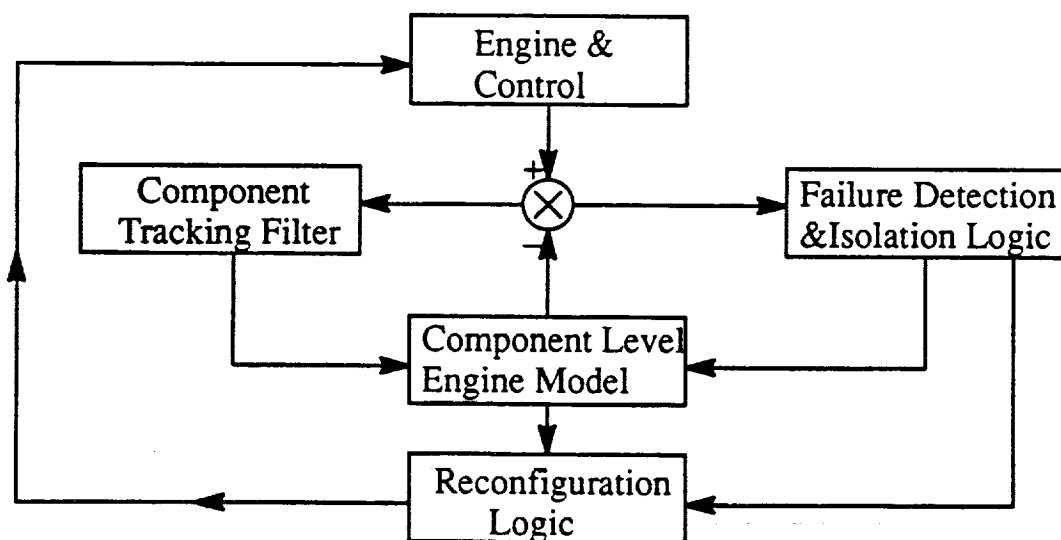 Engine &
Control
+
Component
Tracking Filter
Failure Detection
&Isolation Logic
−
Component Level
Engine Model
Reconfiguration
Logic